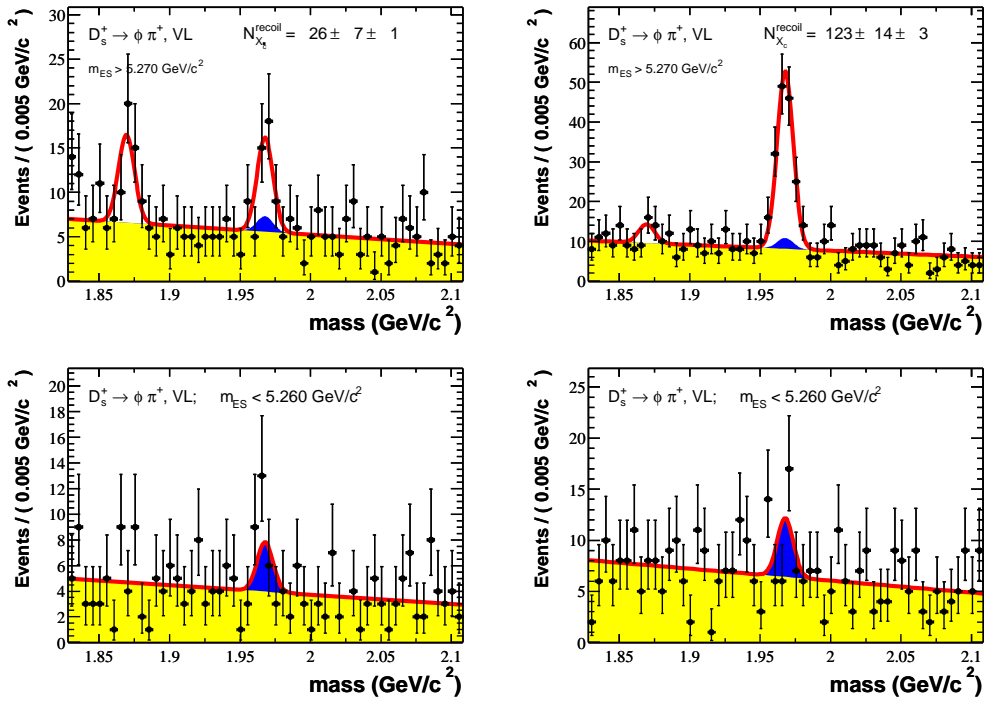 Events / ( 0.005 GeV/c ²)
30
25
20
15
10
5
0
D_s^+ → ϕ π^+, VL
N^recoil = 26 ± 7 ± 1
m_ES > 5.270 GeV/c²
1.85 1.9 1.95 2 2.05 2.1
mass (GeV/c ²)
Events / ( 0.005 GeV/c ²)
60
50
40
30
20
10
0
D_s^+ → ϕ π^+, VL
N_{X_c}^recoil = 123 ± 14 ± 3
m_ES > 5.270 GeV/c²
1.85 1.9 1.95 2 2.05 2.1
mass (GeV/c ²)
Events / ( 0.005 GeV/c ²)
20
18
16
14
12
10
8
6
4
2
0
D_s^+ → ϕ π^+, VL; m_ES < 5.260 GeV/c²
1.85 1.9 1.95 2 2.05 2.1
mass (GeV/c ²)
Events / ( 0.005 GeV/c ²)
25
20
15
10
5
0
D_s^+ → ϕ π^+, VL; m_ES < 5.260 GeV/c²
1.85 1.9 1.95 2 2.05 2.1
mass (GeV/c ²)